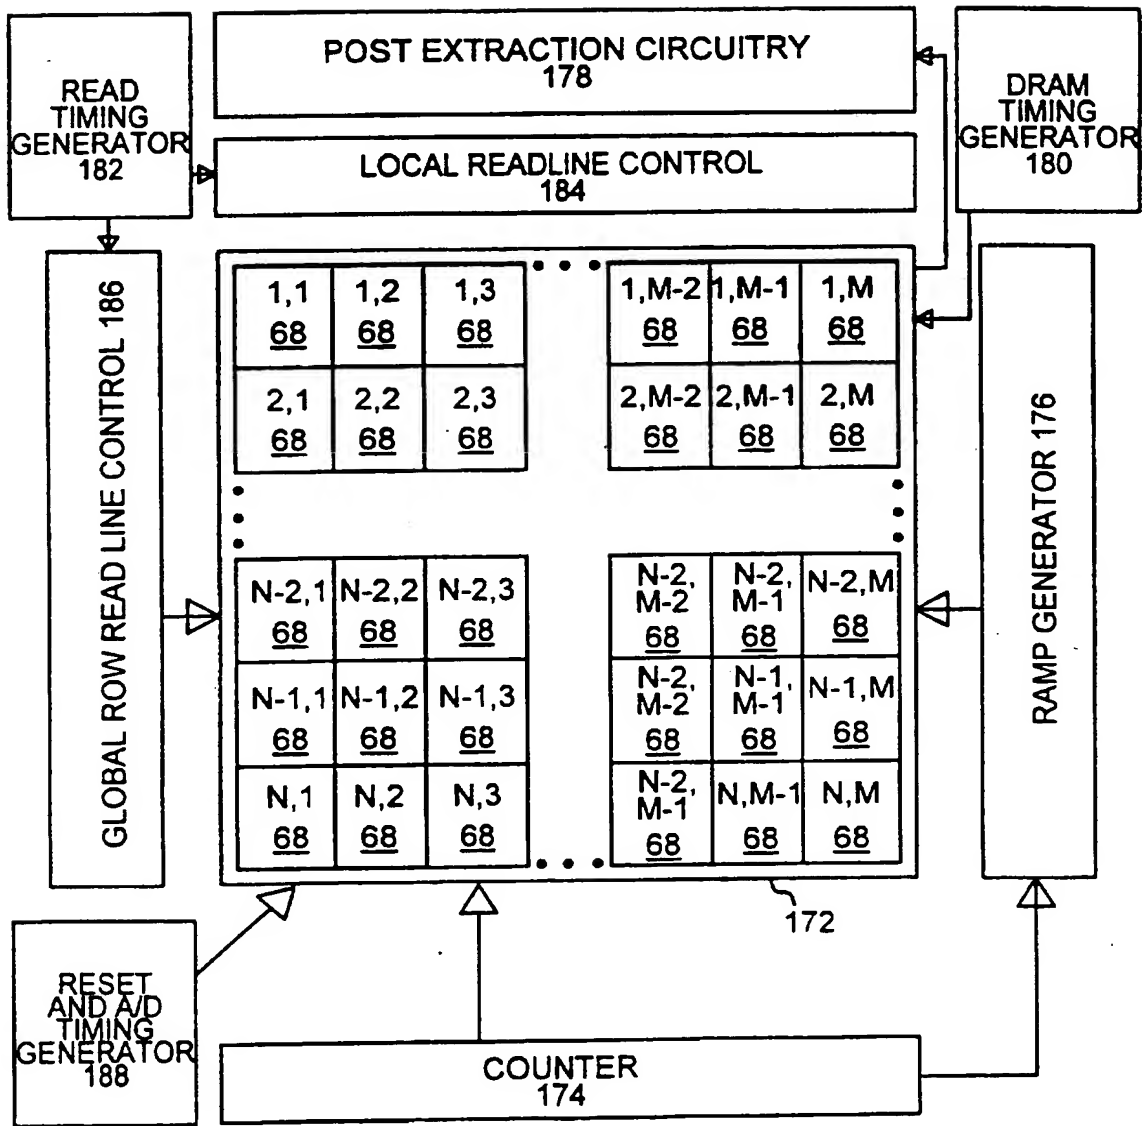 READ
TIMING
GENERATOR
182
POST EXTRACTION CIRCUITRY
178
DRAM
TIMING
GENERATOR
180
LOCAL READLINE CONTROL
184
GLOBAL ROW READ LINE CONTROL 186
1,1 1,2 1,3 1,M-2 1,M-1 1,M
68 68 68 68 68 68
2,1 2,2 2,3 2,M-2 2,M-1 2,M
68 68 68 68 68 68
N-2,1 N-2,2 N-2,3 N-2, N-2, N-2,M
M-2 M-1
68 68 68 68 68 68
N-1,1 N-1,2 N-1,3 N-2, N-1, N-1,M
M-2 M-1
68 68 68 68 68 68
N,1 N,2 N,3 N-2, N,M-1 N,M
M-1
68 68 68 68 68 68
RAMP GENERATOR 176
172
RESET
AND A/D
TIMING
GENERATOR
188
COUNTER
174